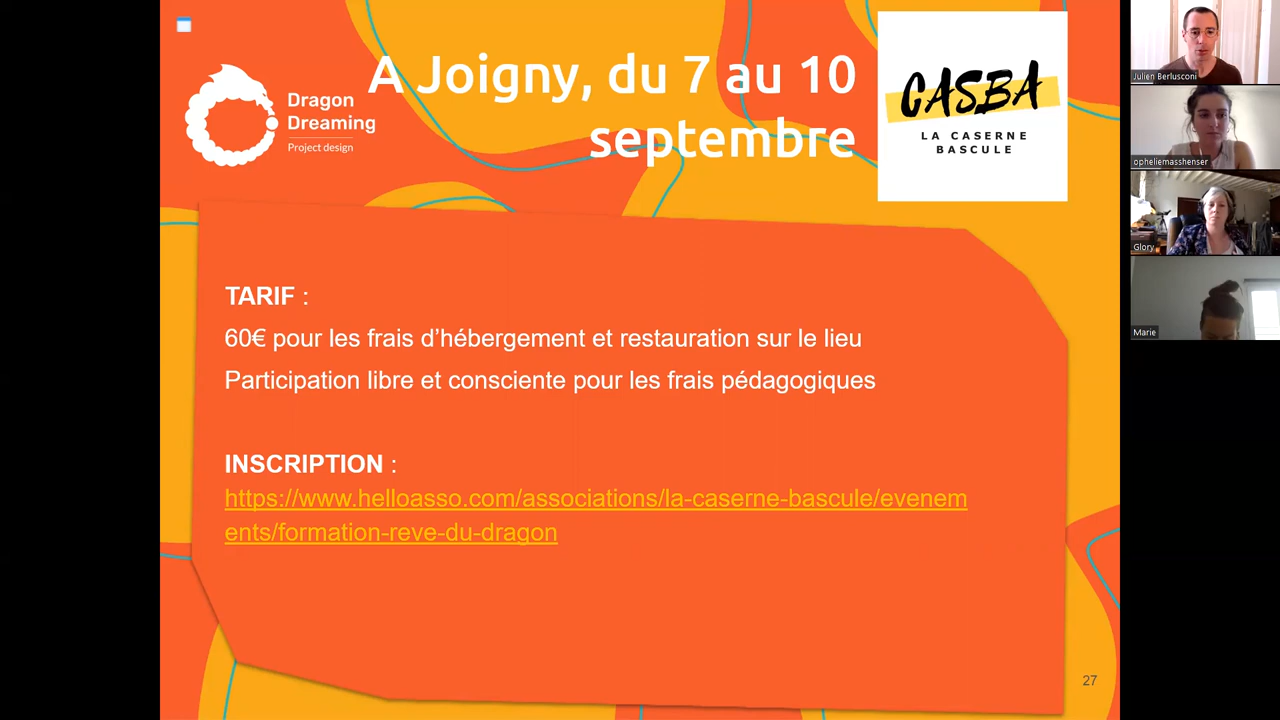 A Joigny, du 7 au 10
septembre
Dragon
Dreaming
Project design
CASBA
LA CASERNE
BASCULE
TARIF :
60€ pour les frais d’hébergement et restauration sur le lieu
Participation libre et consciente pour les frais pédagogiques
INSCRIPTION :
https://www.helloasso.com/associations/la-caserne-bascule/evenem
ents/formation-reve-du-dragon
27
Julien Berlusconi
opheliemasshenser
Glory
Marie